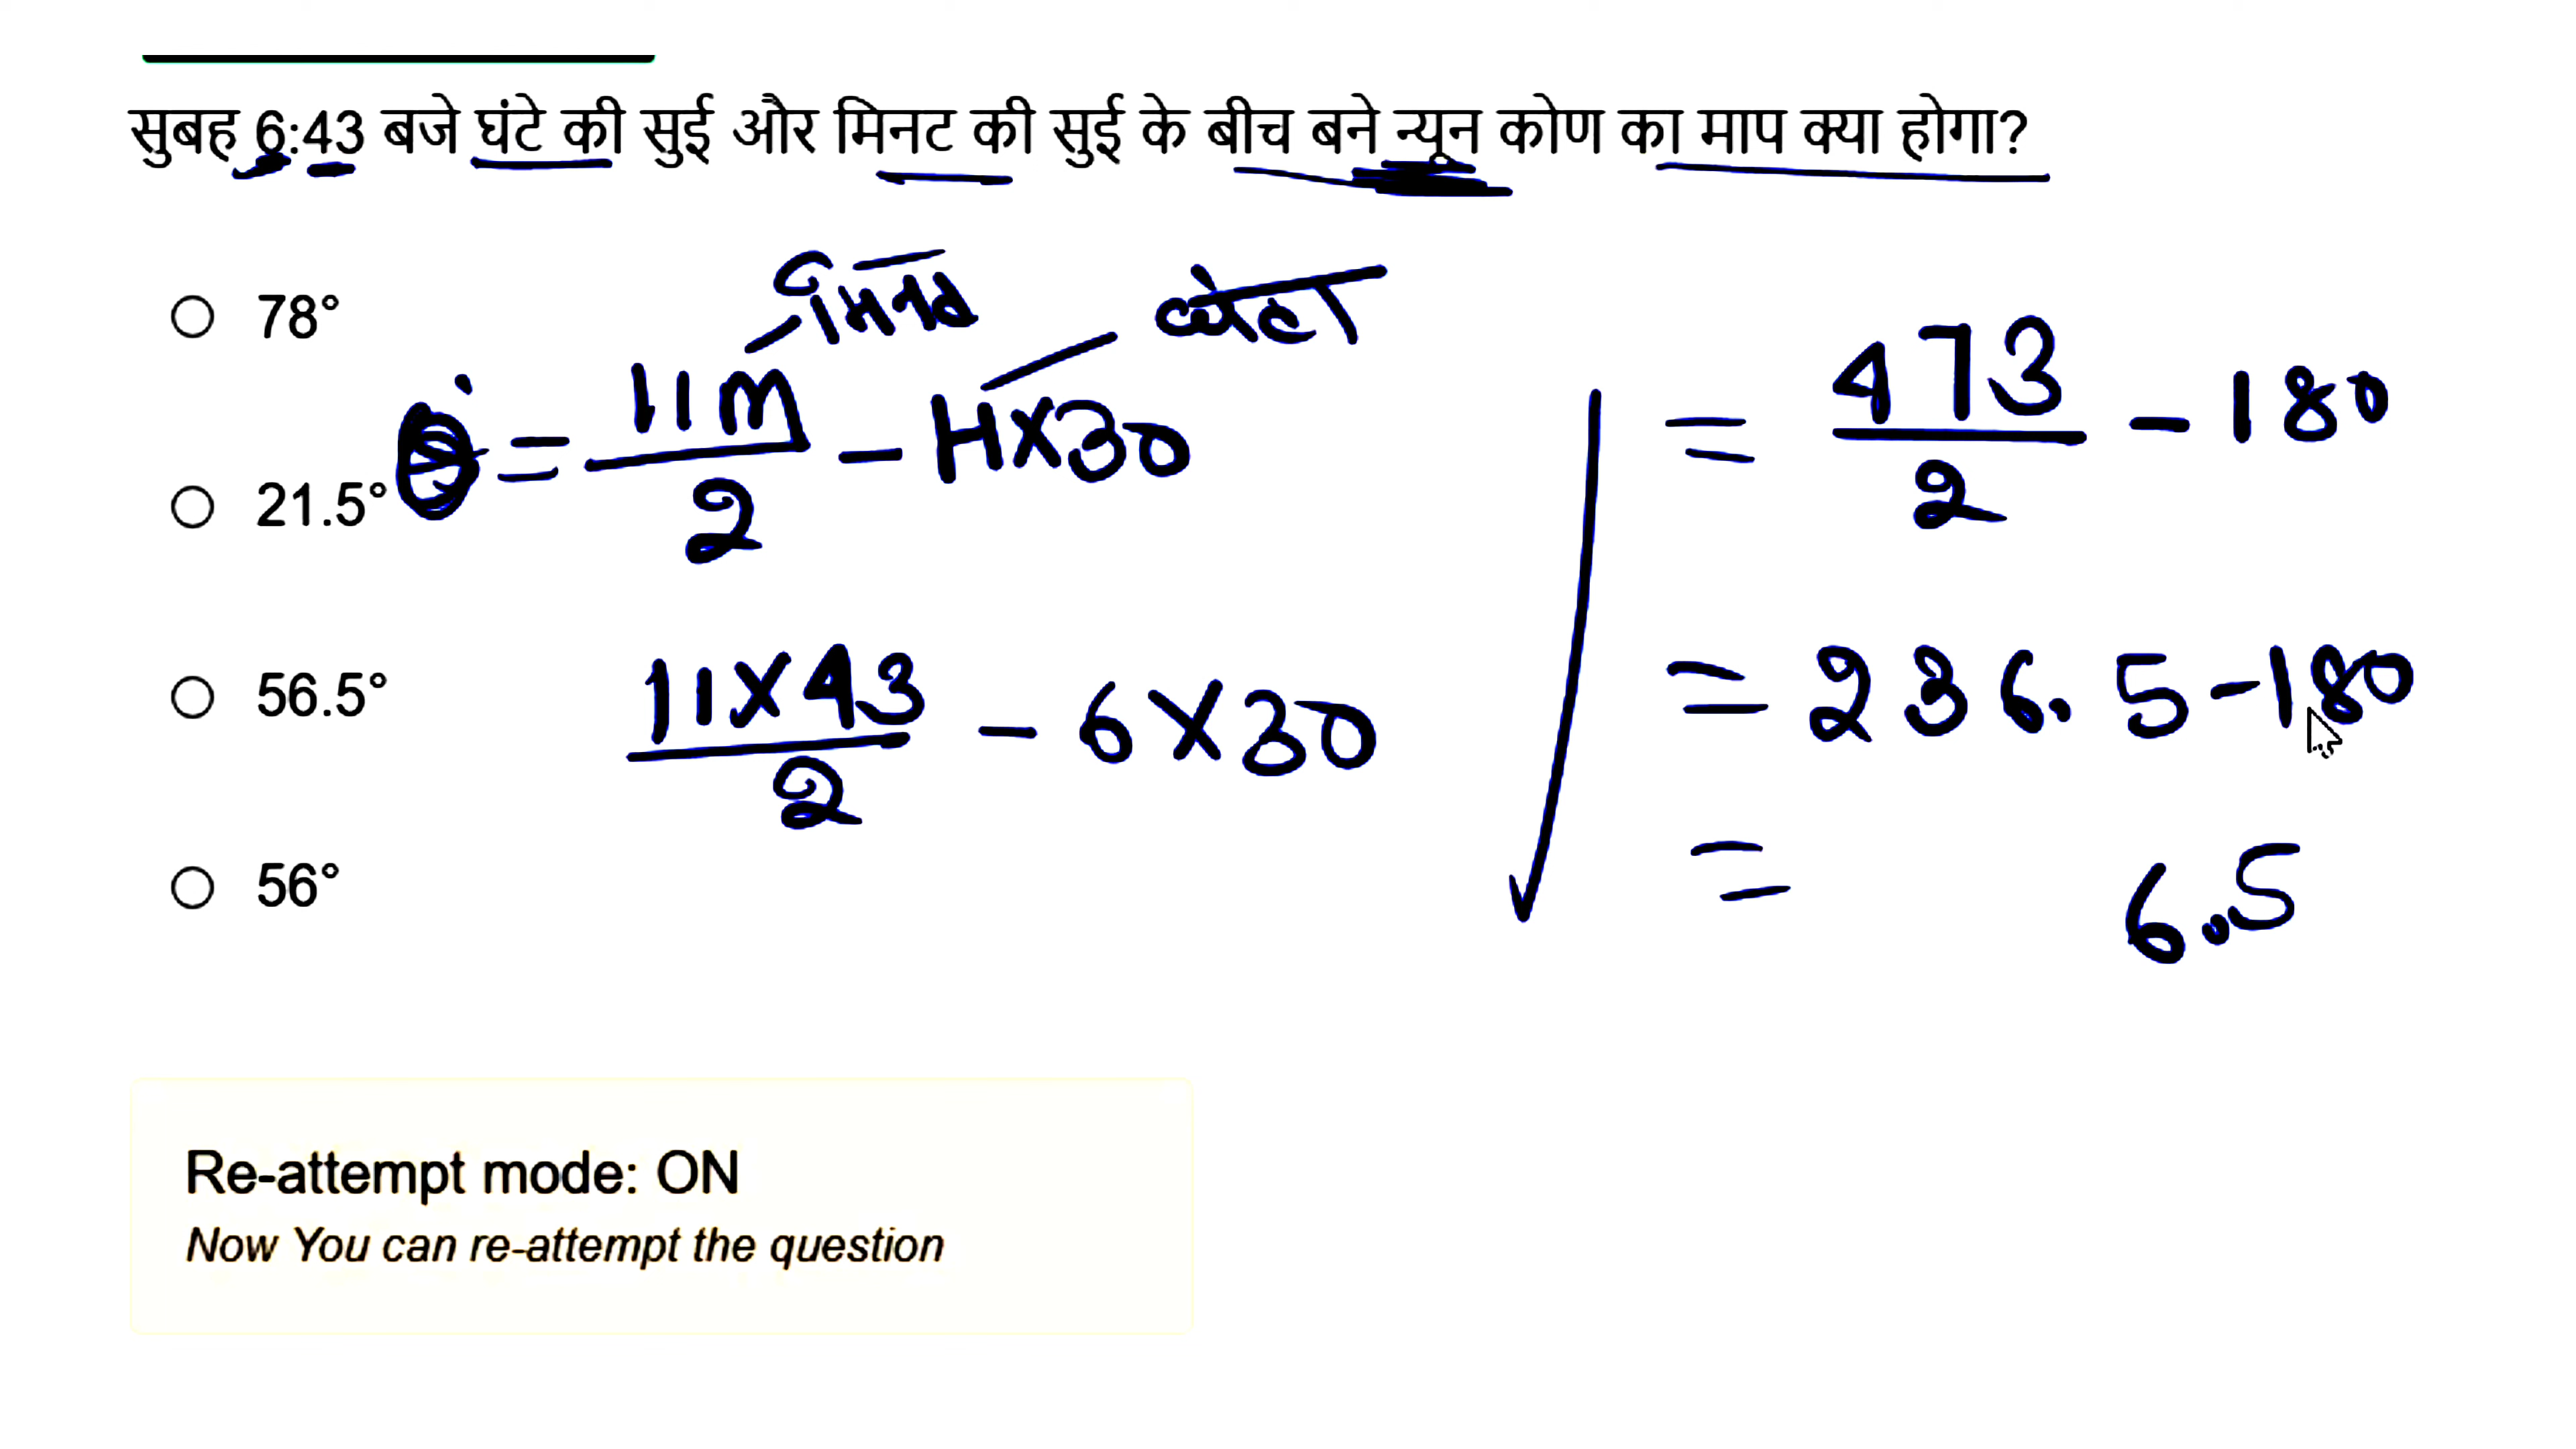 सुबह 6:43 बजे घंटे की सुई और मिनट की सुई के बीच बने न्यून कोण का माप क्या होगा?
78°
21.5°
56.5°
56°
मिनट घंटा
θ = 11M/2 - H×30
11×43/2 - 6×30
= 473/2 - 180
= 236.5-180
= 6.5
Re-attempt mode: ON
Now You can re-attempt the question